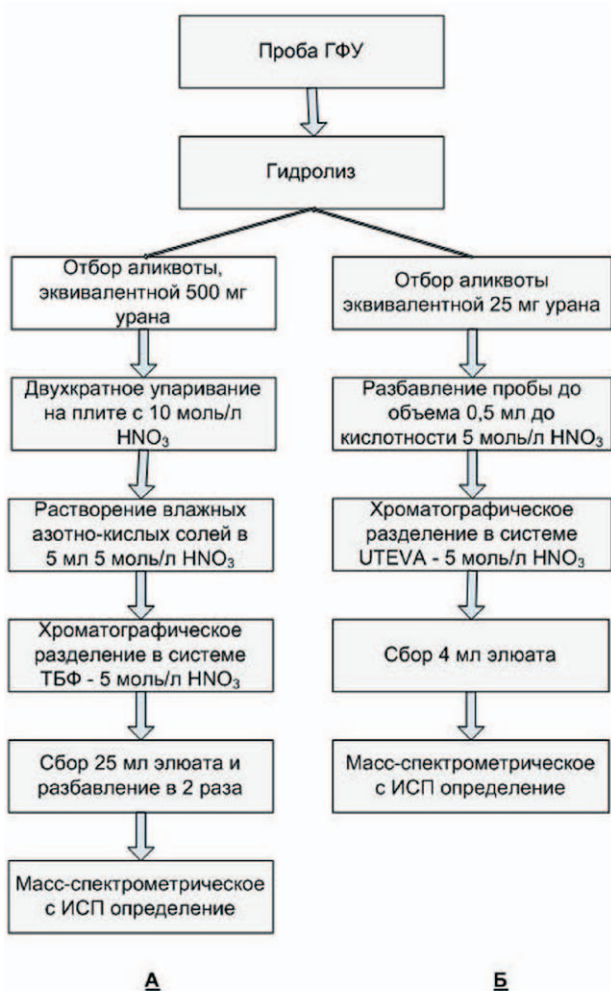 Проба ГФУ
Гидролиз
Отбор аликвоты,
эквивалентной 500 мг
урана
Двухкратное упаривание
на плите с 10 моль/л
HNO₃
Растворение влажных
азотно-кислых солей в
5 мл 5 моль/л HNO₃
Хроматографическое
разделение в системе
ТБФ - 5 моль/л HNO₃
Сбор 25 мл элюата и
разбавление в 2 раза
Масс-спектрометрическое
с ИСП определение
А
Отбор аликвоты
эквивалентной 25 мг урана
Разбавление пробы до
объема 0,5 мл до
кислотности 5 моль/л HNO₃
Хроматографическое
разделение в системе
UTEVA - 5 моль/л HNO₃
Сбор 4 мл элюата
Масс-спектрометрическое
с ИСП определение
Б